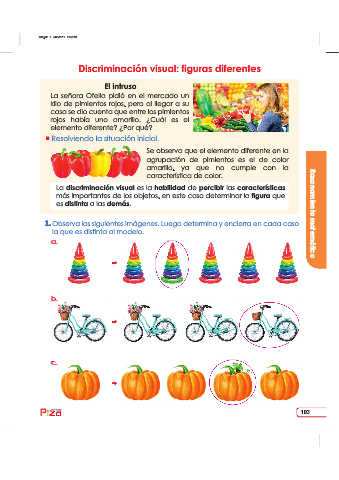 Discriminación visual: figuras diferentes
El intruso
La señora Ofelia pidió en el mercado un
kilo de pimientos rojos, pero al llegar a su
casa se dio cuenta que entre los pimientos
rojos había uno amarillo. ¿Cuál es el
elemento diferente? ¿Por qué?
Resolviendo la situación inicial.
Se observa que el elemento diferente en la
agrupación de pimientos es el de color
amarillo, ya que no cumple con la
característica de color.
La discriminación visual es la habilidad de percibir las características
más importantes de los objetos, en este caso determinar la figura que
es distinta a las demás.
Razonamiento matemático
1. Observa las siguientes imágenes. Luego determina y encierra en cada caso
la que es distinta al modelo.
a.
b.
c.
193